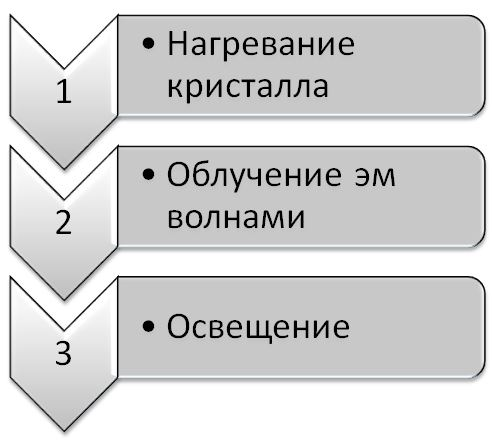 1
• Нагревание
кристалла
2
• Облучение эм
волнами
3
• Освещение